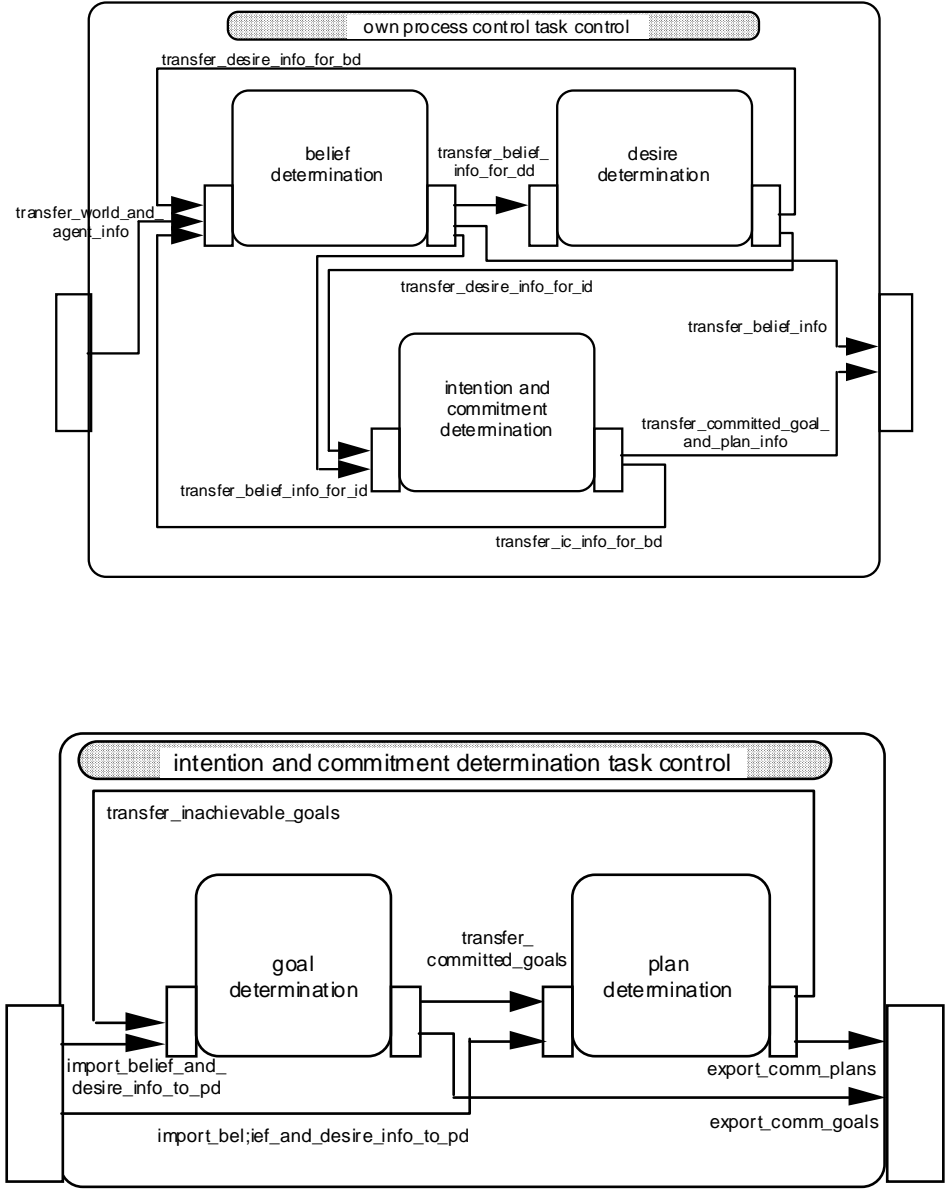 own process control task control
transfer_desire_info_for_bd
belief
determination
transfer_belief_
info_for_dd
desire
determination
transfer_world_and_
agent_info
transfer_desire_info_for_id
transfer_belief_info
intention and
commitment
determination
transfer_committed_goal_
and_plan_info
transfer_belief_info_for_id
transfer_ic_info_for_bd
intention and commitment determination task control
transfer_inachievable_goals
goal
determination
transfer_
committed_goals
plan
determination
import_belief_and_
desire_info_to_pd
export_comm_plans
export_comm_goals
import_bel;ief_and_desire_info_to_pd